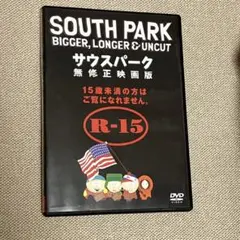 SOUTH PARK
BIGGER, LONGER & UNCUT
サウスパーク
無修正映画版
15歳未満の方は
ご覧になれません。
R-15
DVD